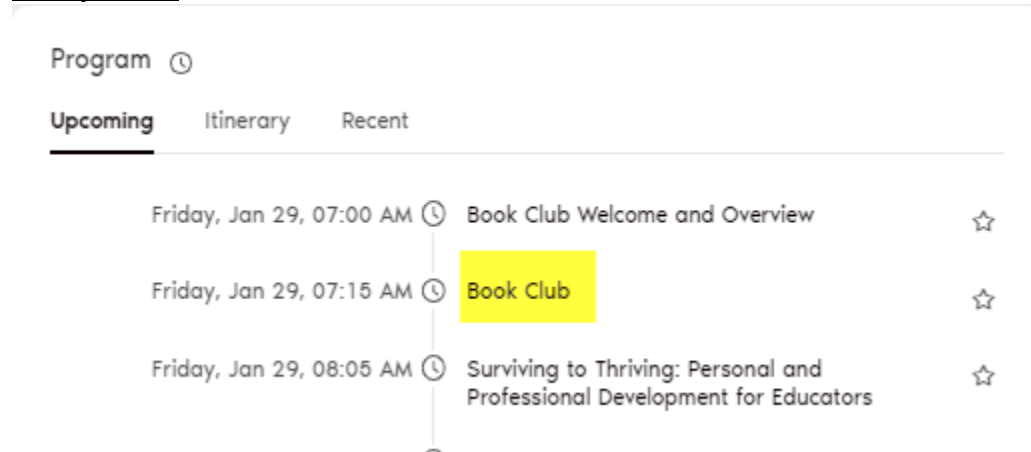 Program
Upcoming Itinerary Recent
Friday, Jan 29, 07:00 AM Book Club Welcome and Overview
Friday, Jan 29, 07:15 AM Book Club
Friday, Jan 29, 08:05 AM Surviving to Thriving: Personal and
Professional Development for Educators